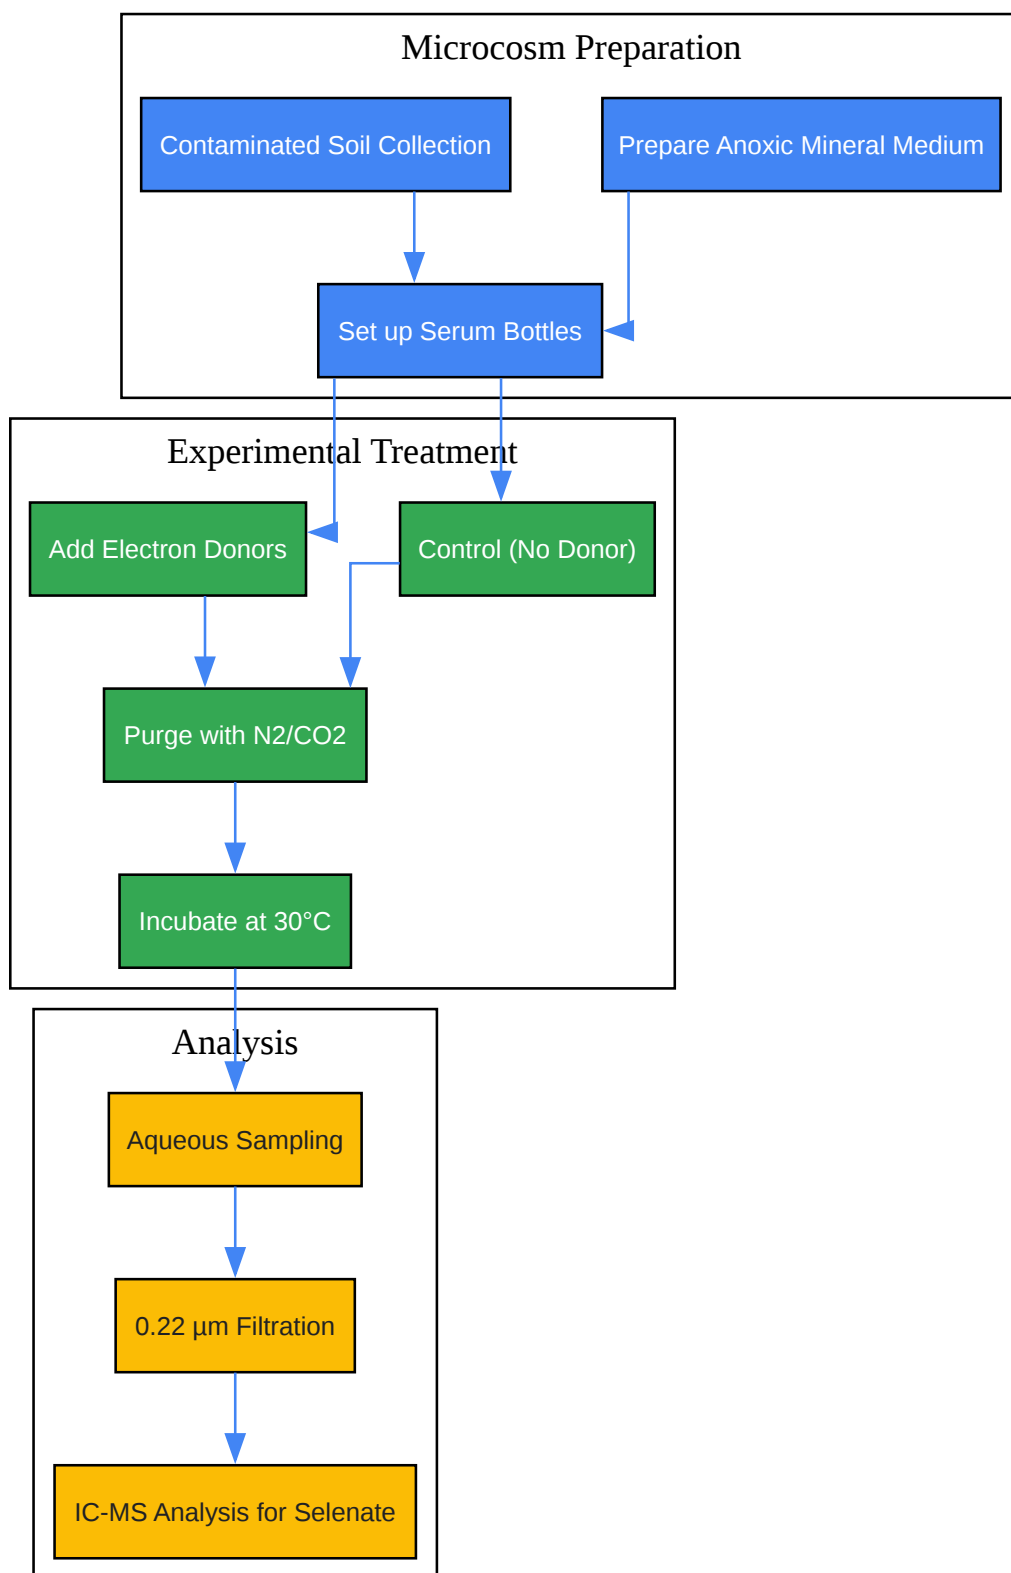 Microcosm Preparation
Contaminated Soil Collection
Prepare Anoxic Mineral Medium
Set up Serum Bottles
Experimental Treatment
Add Electron Donors
Control (No Donor)
Purge with N2/CO2
Incubate at 30°C
Analysis
Aqueous Sampling
0.22 µm Filtration
IC-MS Analysis for Selenate